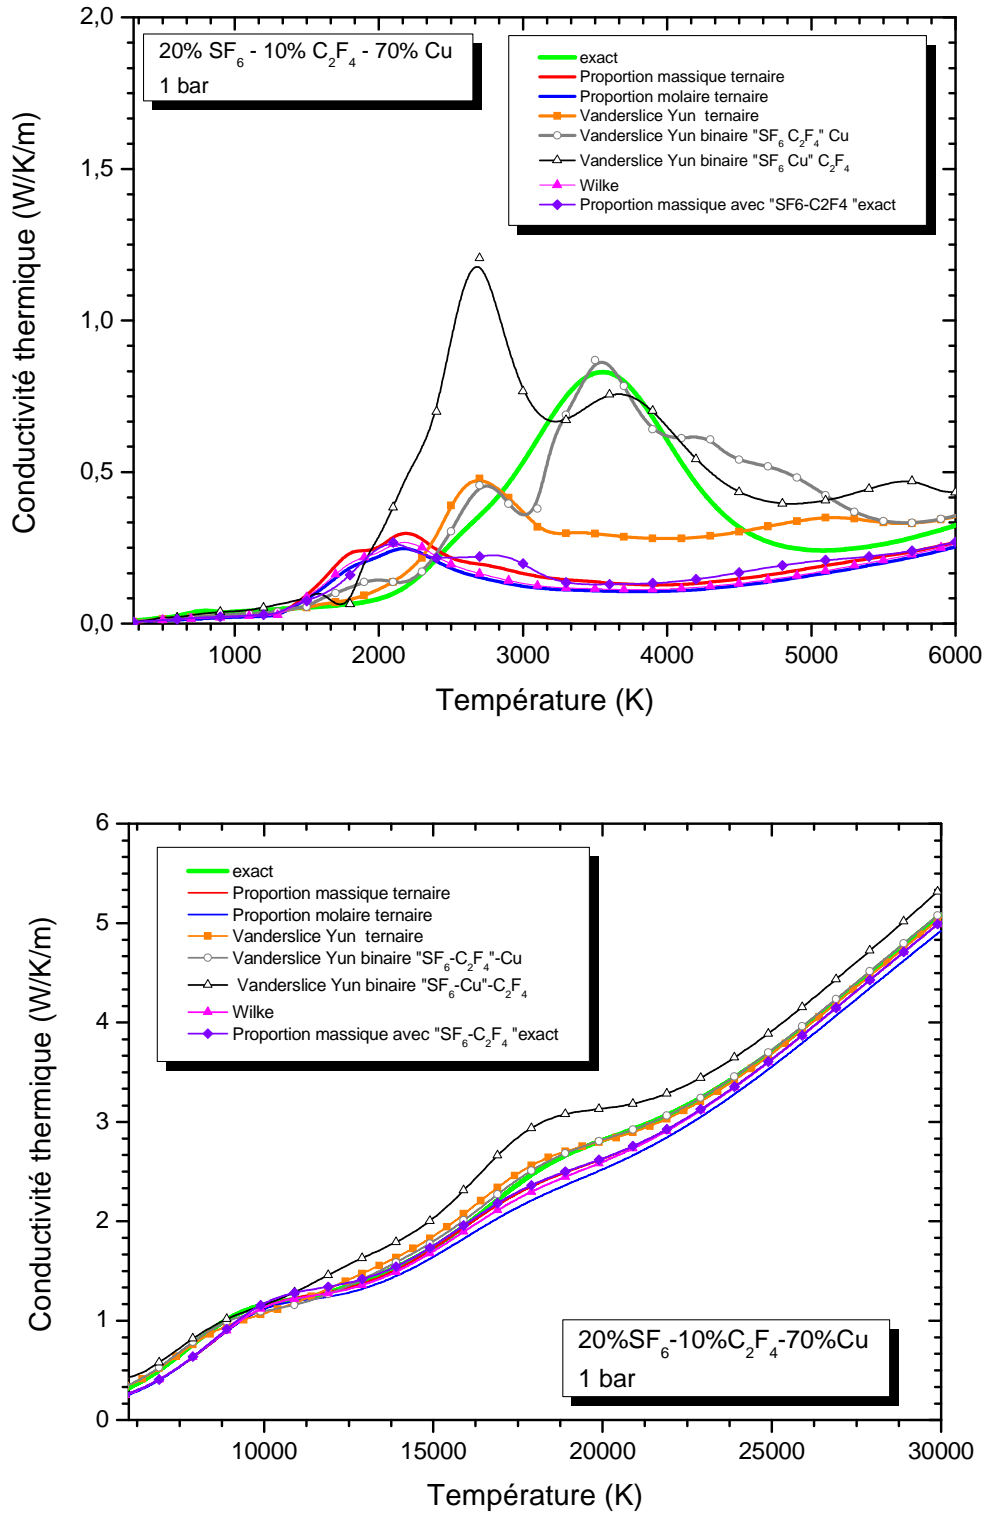 20% SF6 - 10% C2F4 - 70% Cu
1 bar
exact
Proportion massique ternaire
Proportion molaire ternaire
Vanderslice Yun ternaire
Vanderslice Yun binaire "SF6 C2F4" Cu
Vanderslice Yun binaire "SF6 Cu" C2F4
Wilke
Proportion massique avec "SF6-C2F4 "exact
Conductivité thermique (W/K/m)
2,0
1,5
1,0
0,5
0,0
1000 2000 3000 4000 5000 6000
Température (K)
exact
Proportion massique ternaire
Proportion molaire ternaire
Vanderslice Yun ternaire
Vanderslice Yun binaire "SF6-C2F4"-Cu
Vanderslice Yun binaire "SF6-Cu"-C2F4
Wilke
Proportion massique avec "SF6-C2F4 "exact
Conductivité thermique (W/K/m)
6
5
4
3
2
1
0
20%SF6-10%C2F4-70%Cu
1 bar
10000 15000 20000 25000 30000
Température (K)